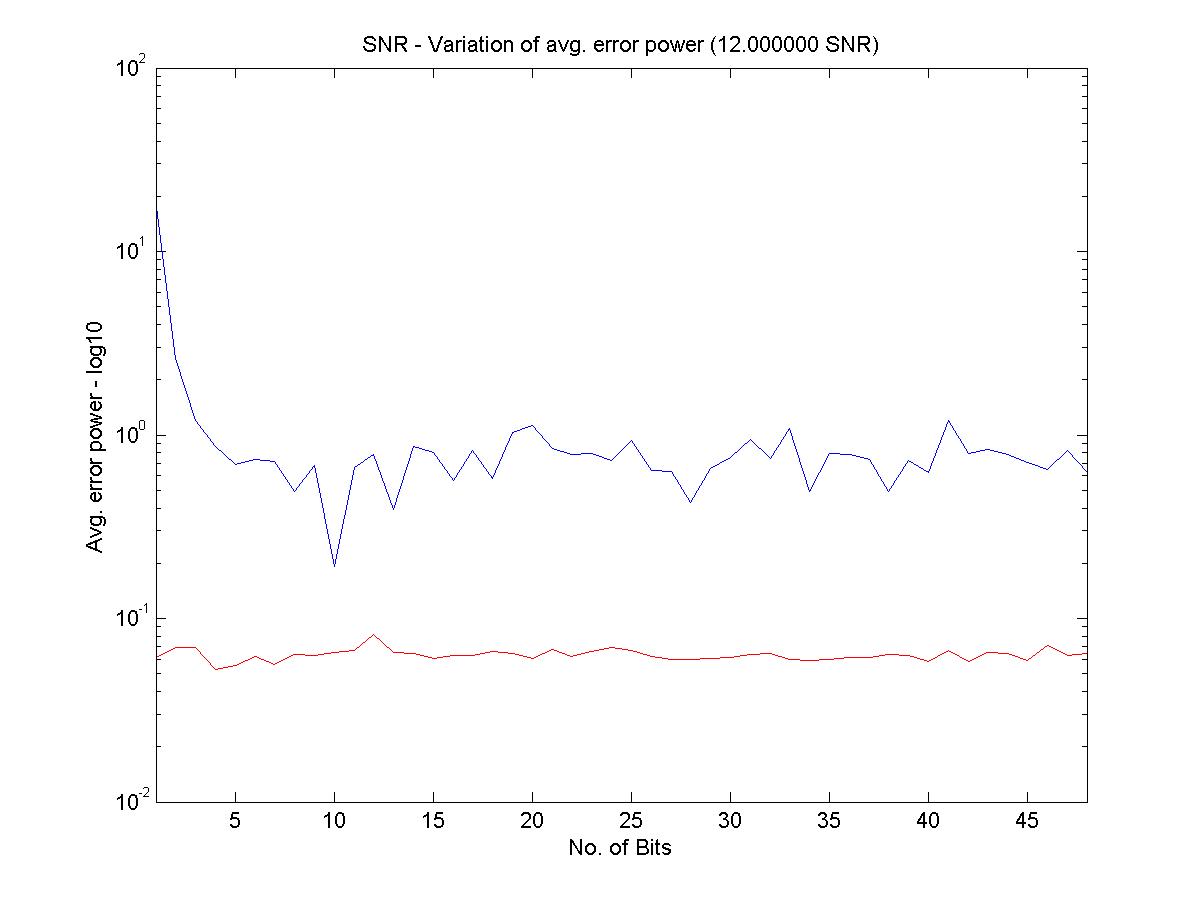 SNR - Variation of avg. error power (12.000000 SNR)
10^2
10^1
10^0
10^-1
10^-2
Avg. error power - log10
5 10 15 20 25 30 35 40 45
No. of Bits